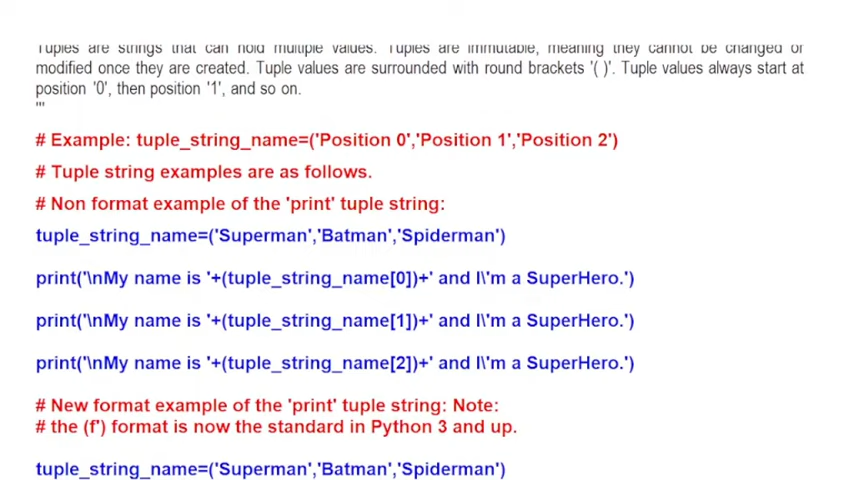 Tuples are strings that can hold multiple values. Tuples are immutable, meaning they cannot be changed or
modified once they are created. Tuple values are surrounded with round brackets '( )'. Tuple values always start at
position '0', then position '1', and so on.
'''
# Example: tuple_string_name=('Position 0','Position 1','Position 2')
# Tuple string examples are as follows.
# Non format example of the 'print' tuple string:
tuple_string_name=('Superman','Batman','Spiderman')
print('\nMy name is '+(tuple_string_name[0])+' and I\'m a SuperHero.')
print('\nMy name is '+(tuple_string_name[1])+' and I\'m a SuperHero.')
print('\nMy name is '+(tuple_string_name[2])+' and I\'m a SuperHero.')
# New format example of the 'print' tuple string: Note:
# the (f') format is now the standard in Python 3 and up.
tuple_string_name=('Superman','Batman','Spiderman')